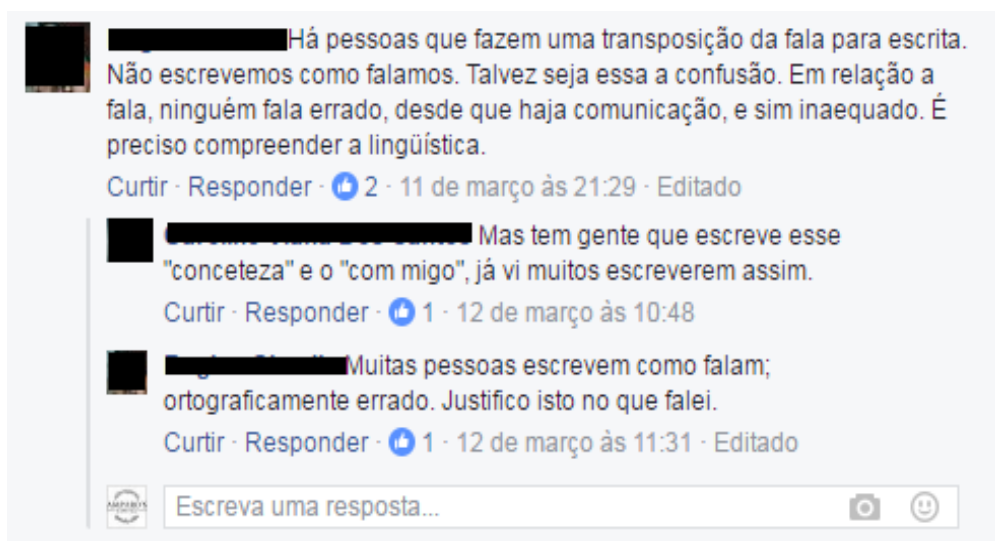 Há pessoas que fazem uma transposição da fala para escrita.
Não escrevemos como falamos. Talvez seja essa a confusão. Em relação a
fala, ninguém fala errado, desde que haja comunicação, e sim inaequado. É
preciso compreender a lingüística.
Curtir · Responder · 2 · 11 de março às 21:29 · Editado
Mas tem gente que escreve esse
"conceteza" e o "com migo", já vi muitos escreverem assim.
Curtir · Responder · 1 · 12 de março às 10:48
Muitas pessoas escrevem como falam;
ortograficamente errado. Justifico isto no que falei.
Curtir · Responder · 1 · 12 de março às 11:31 · Editado
Escreva uma resposta...